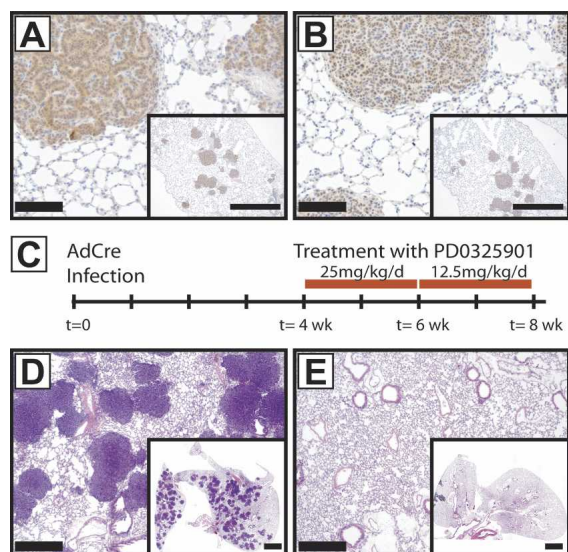 A
B
C
AdCre
Infection
Treatment with PD0325901
25mg/kg/d
12.5mg/kg/d
t=0
t= 4 wk
t= 6 wk
t= 8 wk
D
E